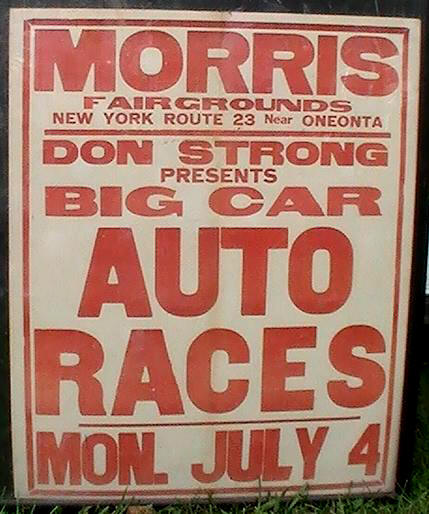 MORRIS
FAIRGROUNDS
NEW YORK ROUTE 23 Near ONEONTA
DON STRONG
PRESENTS
BIG CAR
AUTO
RACES
MON. JULY 4